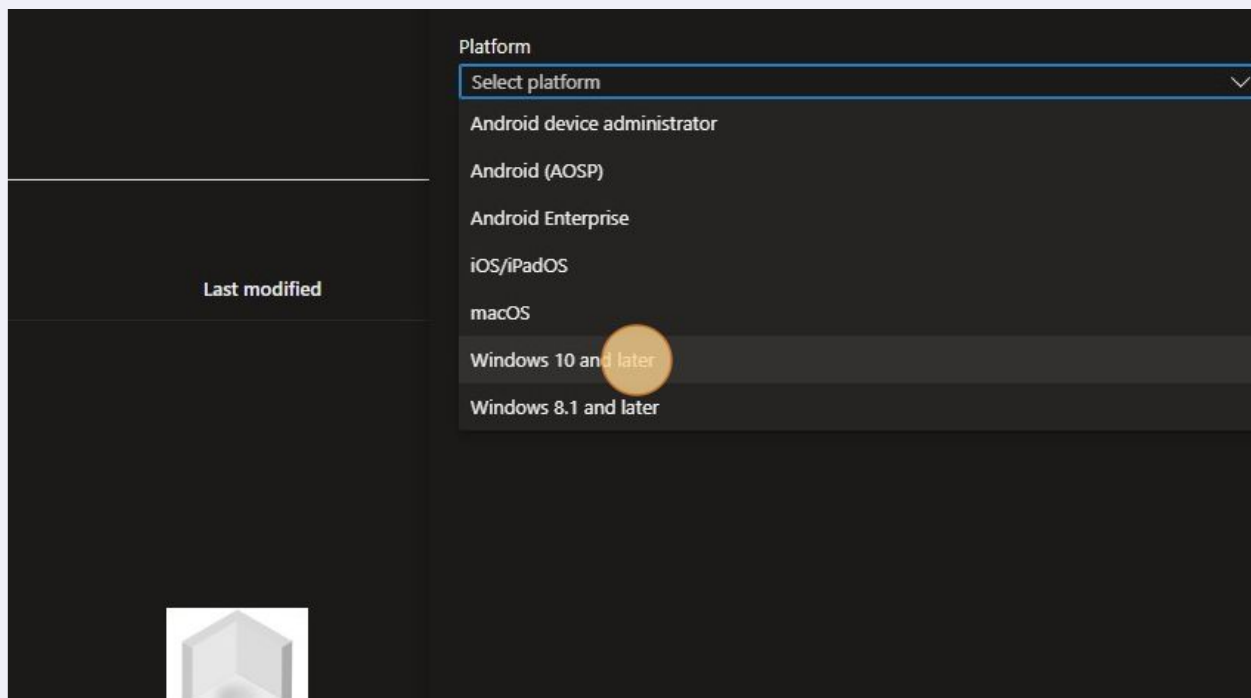 Platform
Select platform
Android device administrator
Android (AOSP)
Android Enterprise
iOS/iPadOS
Last modified
macOS
Windows 10 and later
Windows 8.1 and later